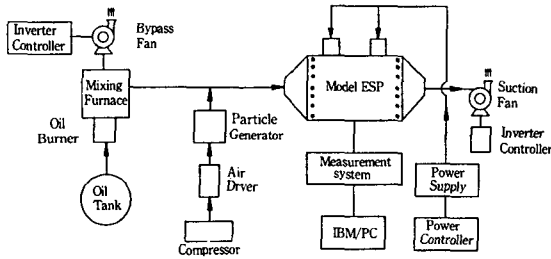 Inverter
Controller
Bypass
Fan
Mixing
Furnace
Oil
Burner
Oil
Tank
Particle
Generator
Air
Drver
Compressor
Model ESP
Measurement
system
IBM/PC
Suction
Fan
Inverter
Controller
Power
Supply
Power
Controller